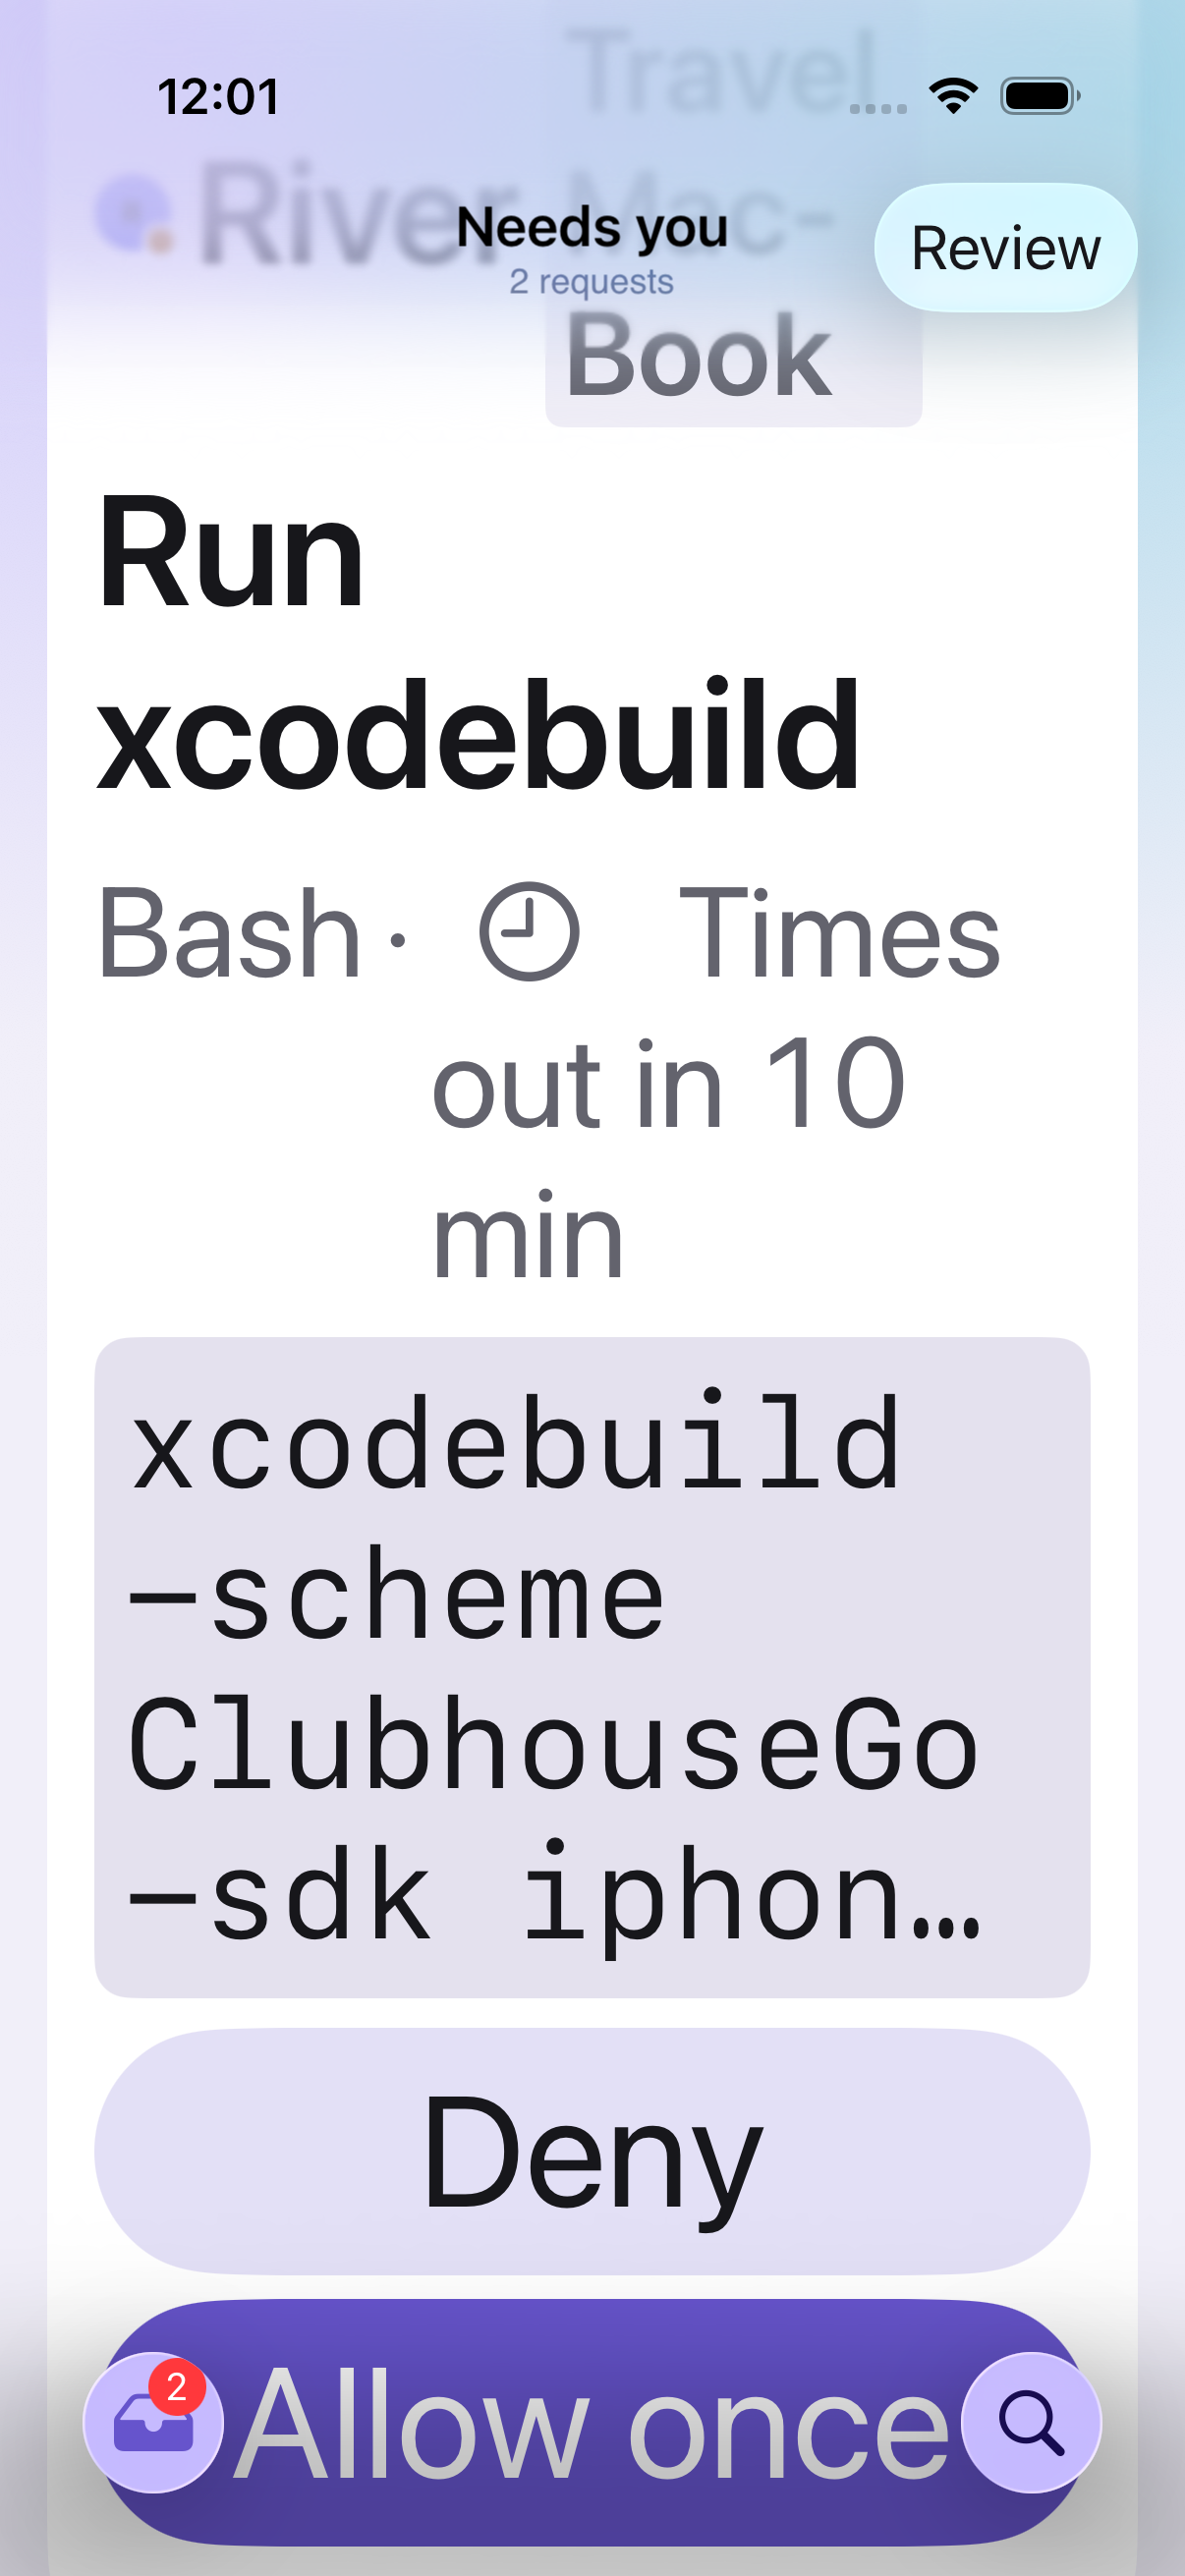 12:01
Travel
River
Mac-
Needs you
Review
2 requests
Book
Run
xcodebuild
Bash · Times
out in 10
min
xcodebuild
-scheme
ClubhouseGo
-sdk iphon…
Deny
2
Allow once